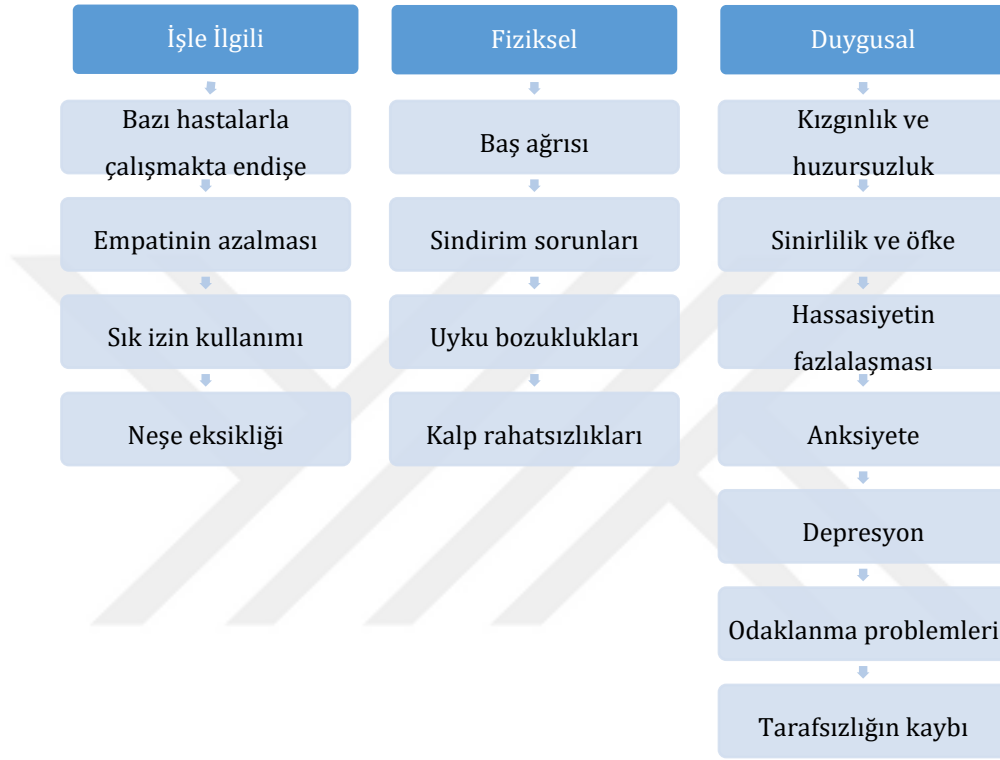 İşle İlgili
Bazı hastalarla
çalışmakta endişe
Empatinin azalması
Sık izin kullanımı
Neşe eksikliği
Fiziksel
Baş ağrısı
Sindirim sorunları
Uyku bozuklukları
Kalp rahatsızlıkları
Duygusal
Kızgınlık ve
huzursuzluk
Sinirlilik ve öfke
Hassasiyetin
fazlalaşması
Anksiyete
Depresyon
Odaklanma problemleri
Tarafsızlığın kaybı